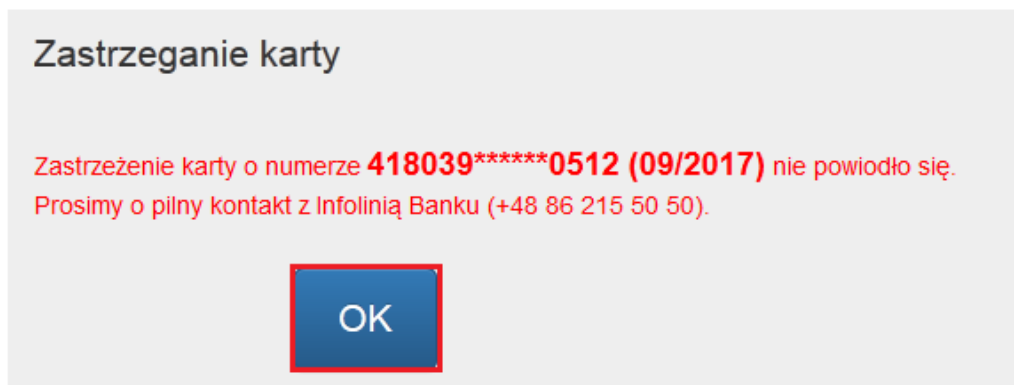 Zastrzeganie karty
Zastrzeżenie karty o numerze 418039******0512 (09/2017) nie powiodło się.
Prosimy o pilny kontakt z Infolinią Banku (+48 86 215 50 50).
OK